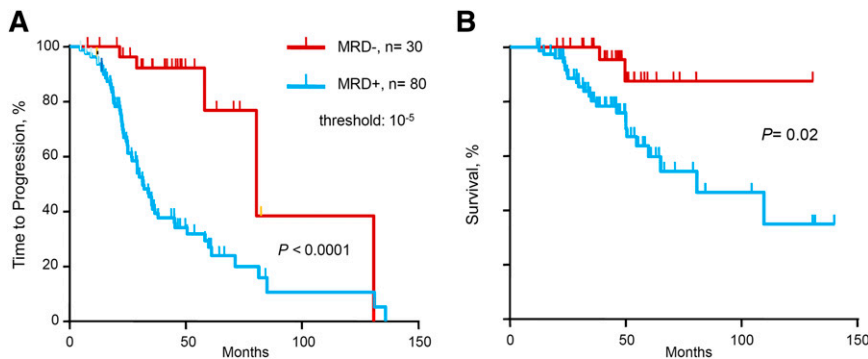 A
B
MRD-, n= 30
MRD+, n= 80
threshold: 10-5
Time to Progression, %
100
80
60
40
20
0
P < 0.0001
0
50
100
150
Months
Survival, %
P= 0.02
0
50
100
150
Months